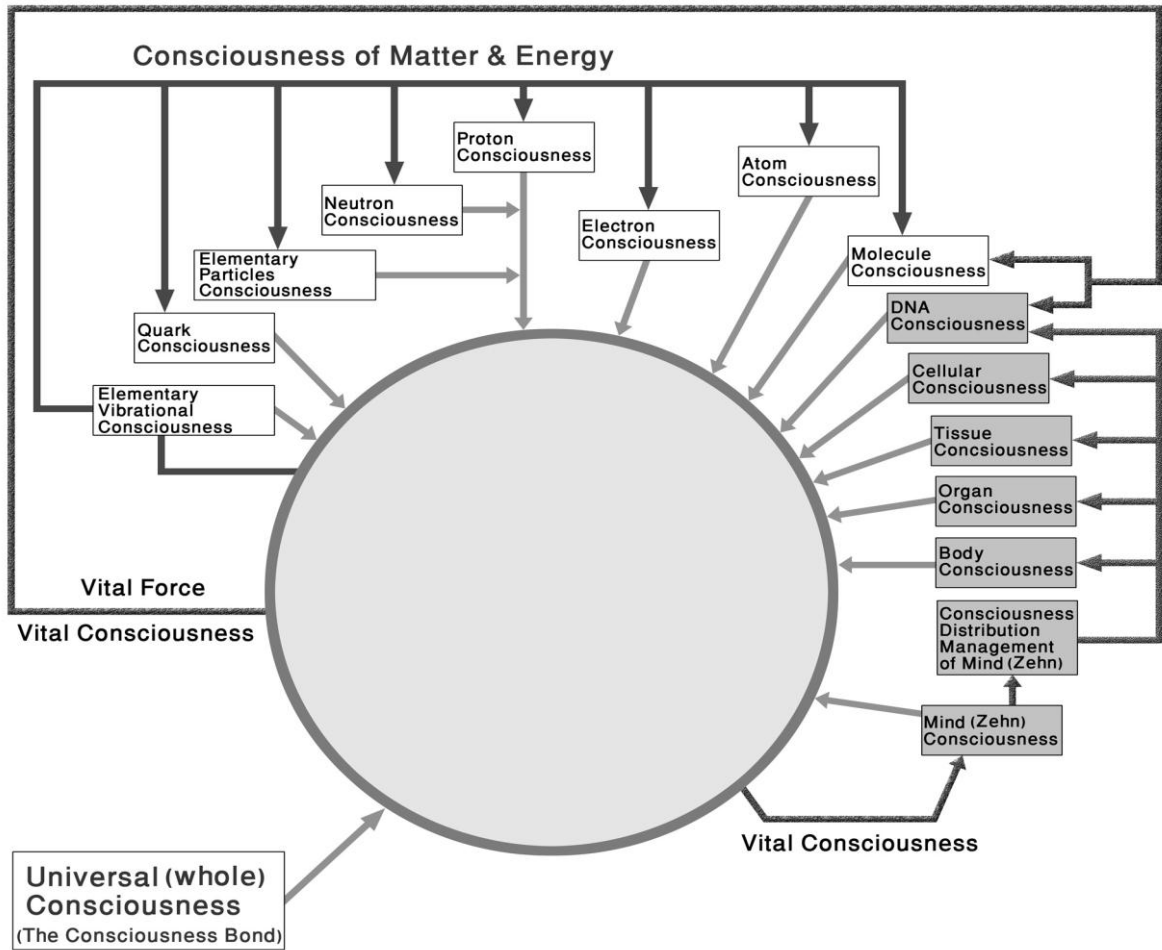 Consciousness of Matter & Energy
Proton
Consciousness
Atom
Consciousness
Neutron
Consciousness
Electron
Consciousness
Elementary
Particles
Consciousness
Molecule
Consciousness
DNA
Consciousness
Quark
Consciousness
Cellular
Consciousness
Elementary
Vibrational
Consciousness
Tissue
Concsiousness
Organ
Consciousness
Body
Consciousness
Vital Force
Vital Consciousness
Consciousness
Distribution
Management
of Mind (Zehn)
Mind (Zehn)
Consciousness
Vital Consciousness
Universal (whole)
Consciousness
(The Consciousness Bond)